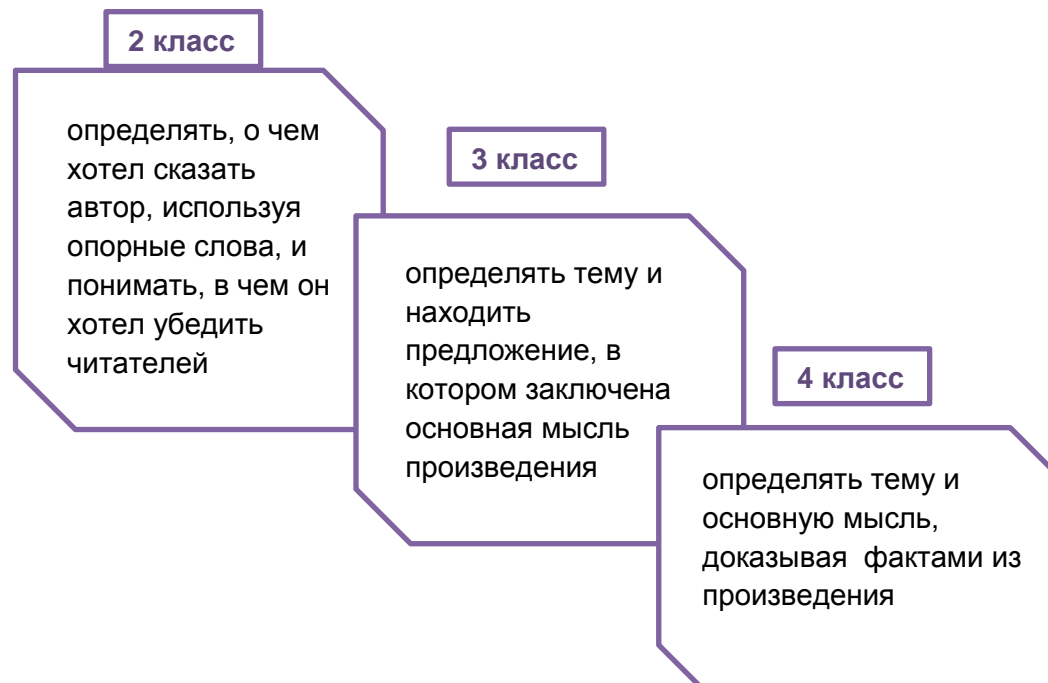 2 класс
определять, о чем
хотел сказать
автор, используя
опорные слова, и
понимать, в чем он
хотел убедить
читателей
3 класс
определять тему и
находить
предложение, в
котором заключена
основная мысль
произведения
4 класс
определять тему и
основную мысль,
доказывая  фактами из
произведения